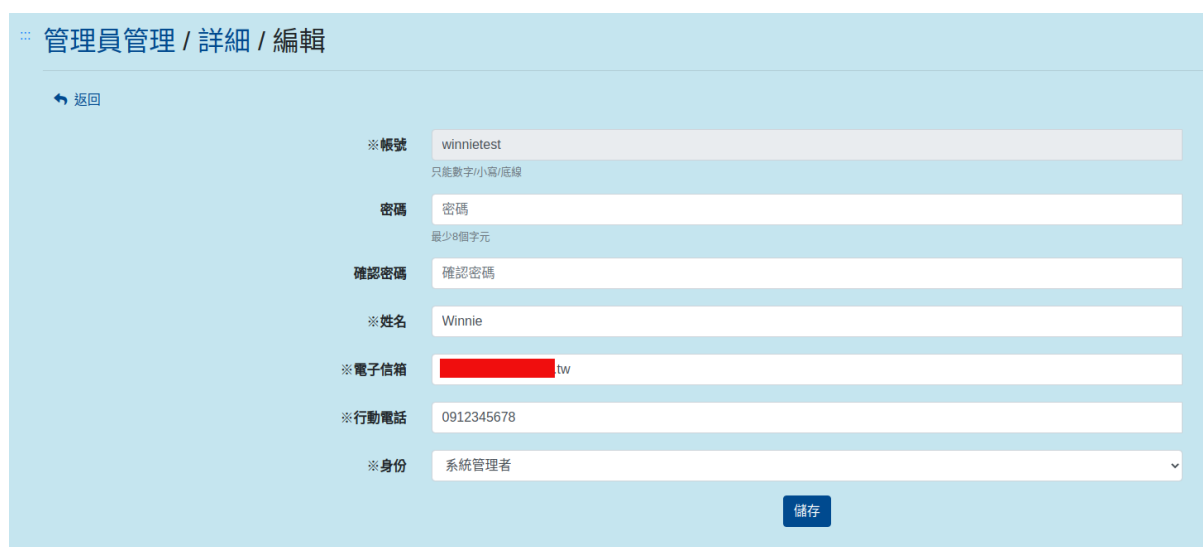 ::: 管理員管理 / 詳細 / 編輯
返回
※帳號 winnietest
只能數字/小寫/底線
密碼 密碼
最少8個字元
確認密碼 確認密碼
※姓名 Winnie
※電子信箱 .tw
※行動電話 0912345678
※身份 系統管理者
儲存